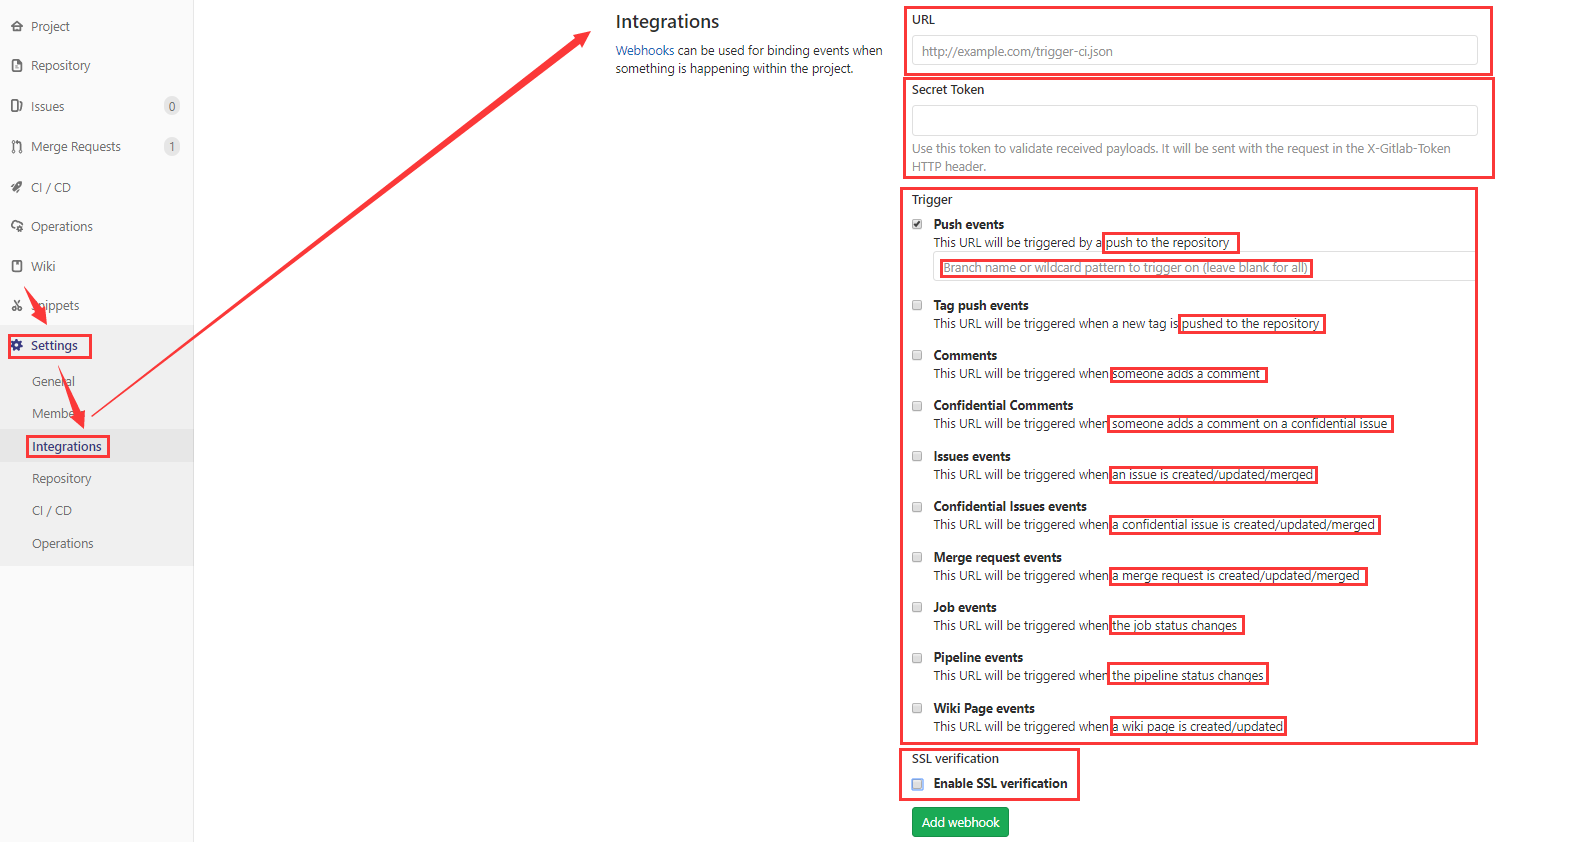 Project
Repository
Issues 0
Merge Requests 1
CI / CD
Operations
Wiki
Snippets
Settings
General
Members
Integrations
Repository
CI / CD
Operations
Integrations
Webhooks can be used for binding events when
something is happening within the project.
URL
http://example.com/trigger-ci.json
Secret Token
Use this token to validate received payloads. It will be sent with the request in the X-Gitlab-Token
HTTP header.
Trigger
Push events
This URL will be triggered by a push to the repository
Branch name or wildcard pattern to trigger on (leave blank for all)
Tag push events
This URL will be triggered when a new tag is pushed to the repository
Comments
This URL will be triggered when someone adds a comment
Confidential Comments
This URL will be triggered when someone adds a comment on a confidential issue
Issues events
This URL will be triggered when an issue is created/updated/merged
Confidential Issues events
This URL will be triggered when a confidential issue is created/updated/merged
Merge request events
This URL will be triggered when a merge request is created/updated/merged
Job events
This URL will be triggered when the job status changes
Pipeline events
This URL will be triggered when the pipeline status changes
Wiki Page events
This URL will be triggered when a wiki page is created/updated
SSL verification
Enable SSL verification
Add webhook